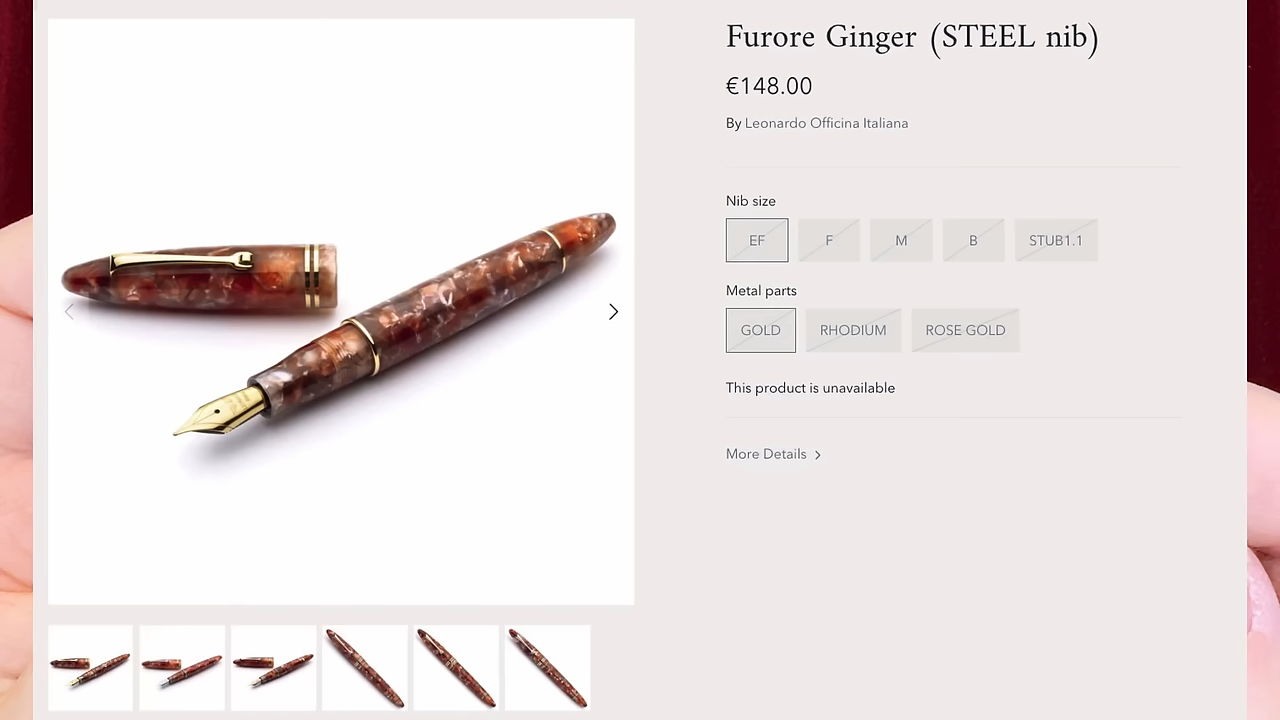 Furore Ginger (STEEL nib)
€148.00
By Leonardo Officina Italiana
Nib size
EF F M B STUB1.1
Metal parts
GOLD RHODIUM ROSE GOLD
This product is unavailable
More Details